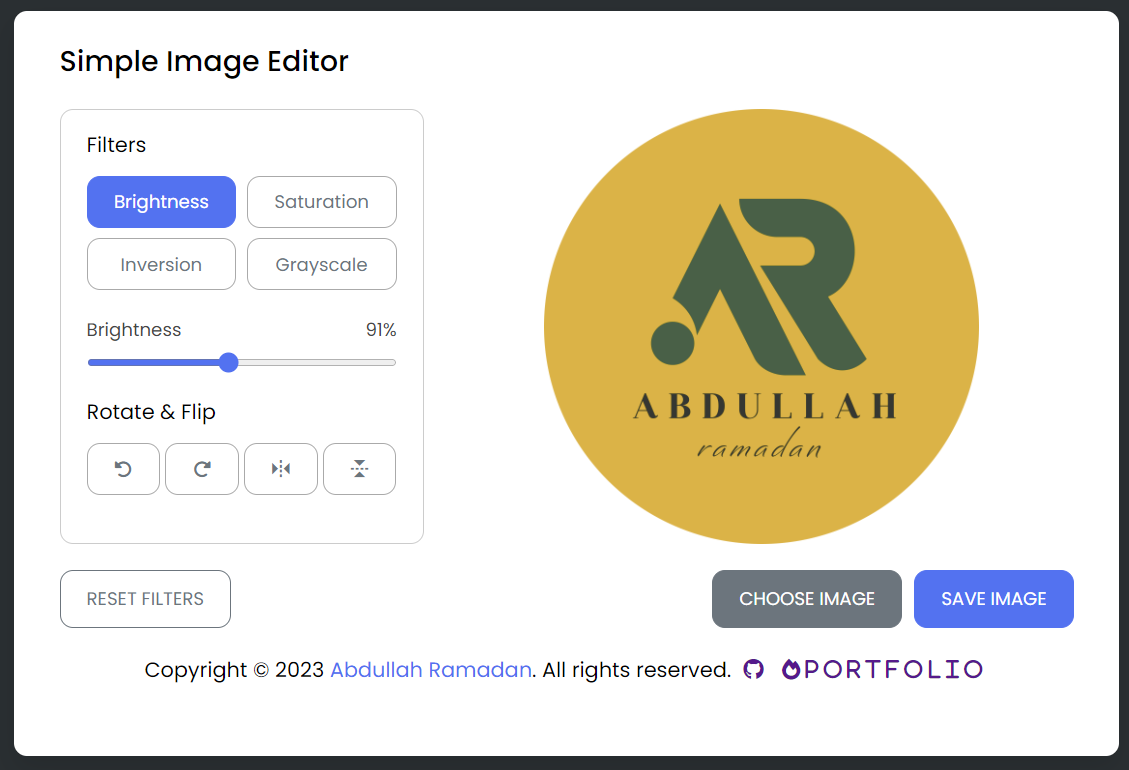 Simple Image Editor
Filters
Brightness Saturation
Inversion Grayscale
Brightness 91%
Rotate & Flip
AR
ABDULLAH
ramadan
RESET FILTERS
CHOOSE IMAGE SAVE IMAGE
Copyright © 2023 Abdullah Ramadan. All rights reserved. PORTFOLIO